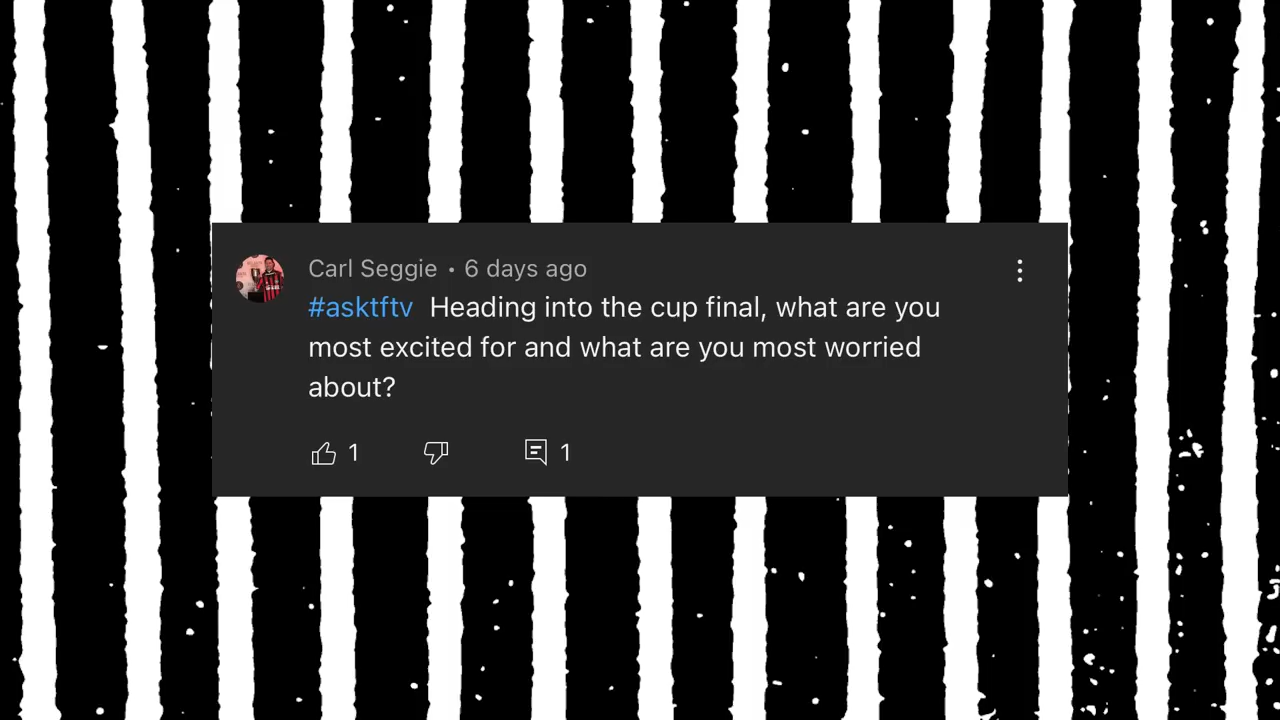 Carl Seggie • 6 days ago
#asktftv Heading into the cup final, what are you
most excited for and what are you most worried
about?
1 1